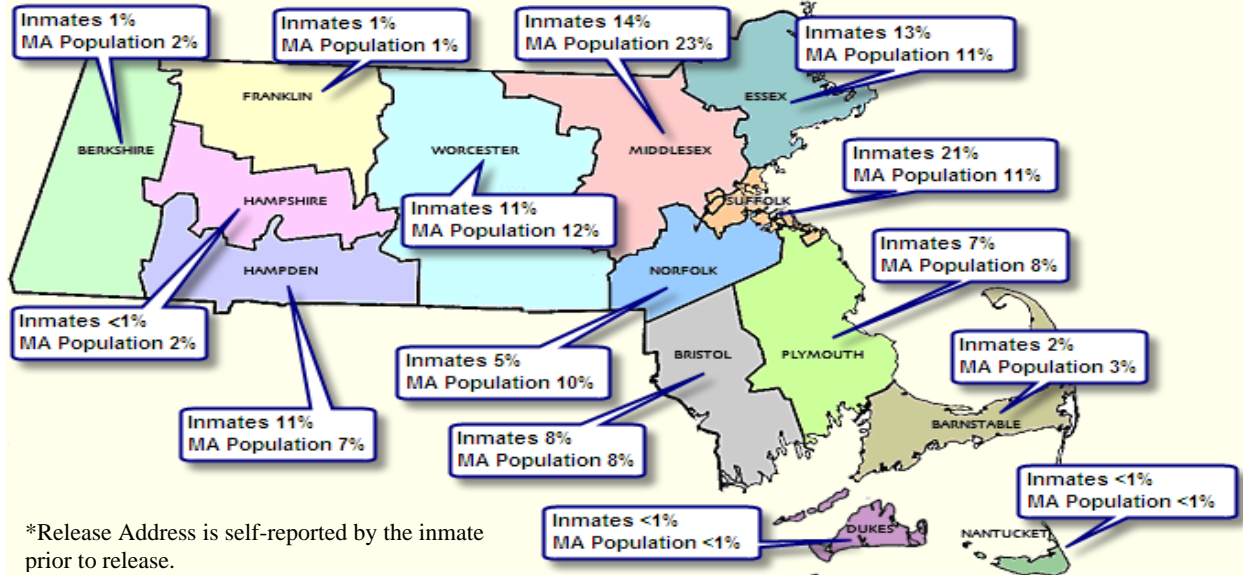 Inmates 1%
MA Population 2%
Inmates 1%
MA Population 1%
Inmates 14%
MA Population 23%
Inmates 13%
MA Population 11%
FRANKLIN
ESSEX
BERKSHIRE
WORCESTER
MIDDLESEX
Inmates 21%
MA Population 11%
HAMPSHIRE
SUFFOLK
Inmates 11%
MA Population 12%
Inmates 7%
MA Population 8%
HAMPDEN
NORFOLK
Inmates <1%
MA Population 2%
Inmates 5%
MA Population 10%
BRISTOL
PLYMOUTH
Inmates 2%
MA Population 3%
Inmates 11%
MA Population 7%
Inmates 8%
MA Population 8%
BARNSTABLE
Inmates <1%
MA Population <1%
Inmates <1%
MA Population <1%
DUKES
NANTUCKET
*Release Address is self-reported by the inmate
prior to release.